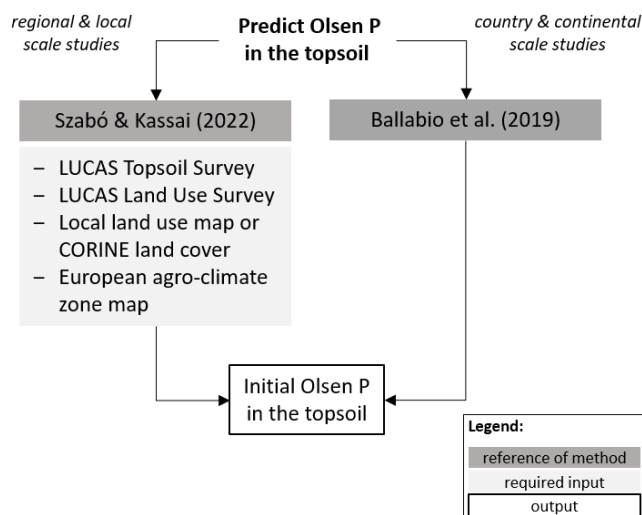 regional & local
scale studies
Predict Olsen P
in the topsoil
country & continental
scale studies
Szabó & Kassai (2022)
– LUCAS Topsoil Survey
– LUCAS Land Use Survey
– Local land use map or
CORINE land cover
– European agro-climate
zone map
Ballabio et al. (2019)
Initial Olsen P
in the topsoil
Legend:
reference of method
required input
output